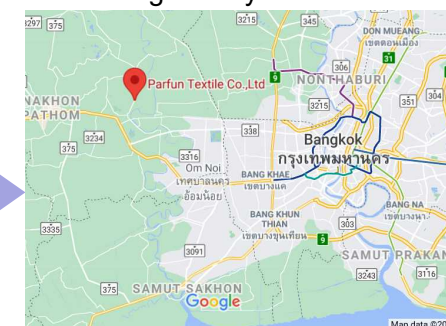 3297
375
3215
345
DON MUEANG
เขตดอนเมือง
31
306
9
Parfun Textile Co.,Ltd
NONTHABURI
3215
351
304
NAKHON
PATHOM
338
Bangkok
กรุงเทพมหานคร
3234
375
3316
Om Noi
เทศบาลนคร
อ้อมน้อย
BANG KHAE
เขตบางแค
BANG NA
เขตบางนา
BANG KHUN
THIAN
เขตบางขุนเทียน
9
303
3335
3091
SAMUT PRAKAN
3243
3116
375
SAMUT SAKHON
Google
Map data ©20